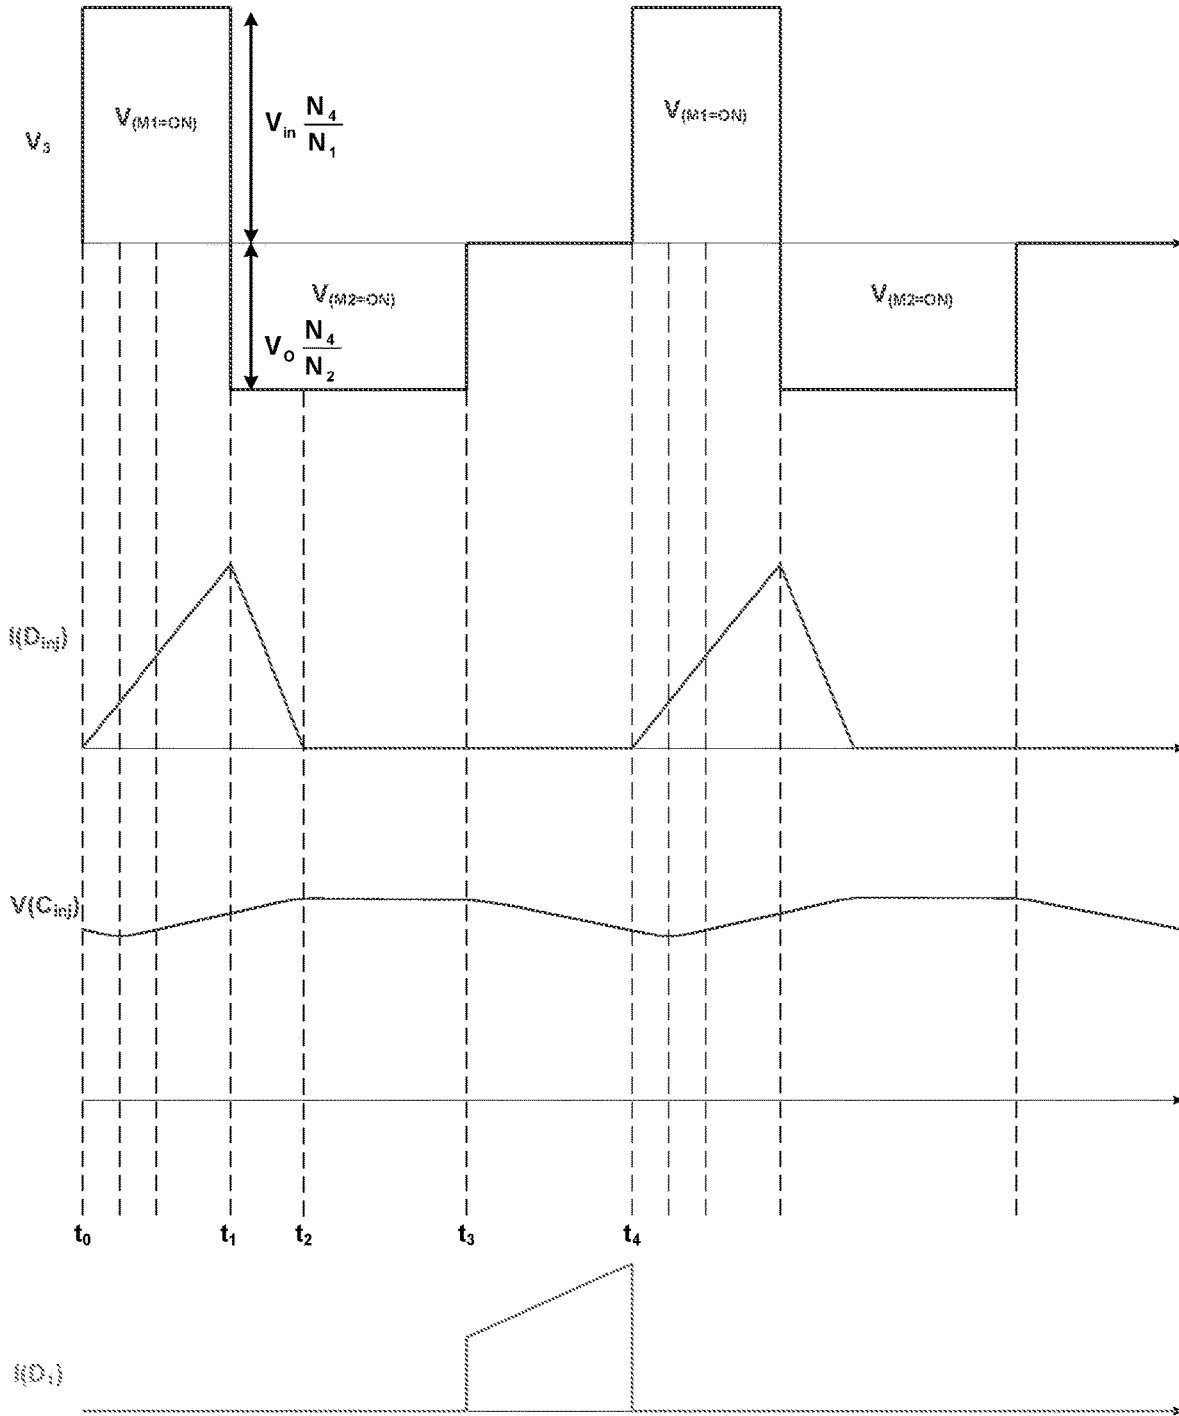 V(M1=ON)
V(M1=ON)
V3
Vin N4/N1
V(M2=ON)
V(M2=ON)
VO N4/N2
I(Dinj)
V(Cinj)
t0 t1 t2 t3 t4
I(D1)